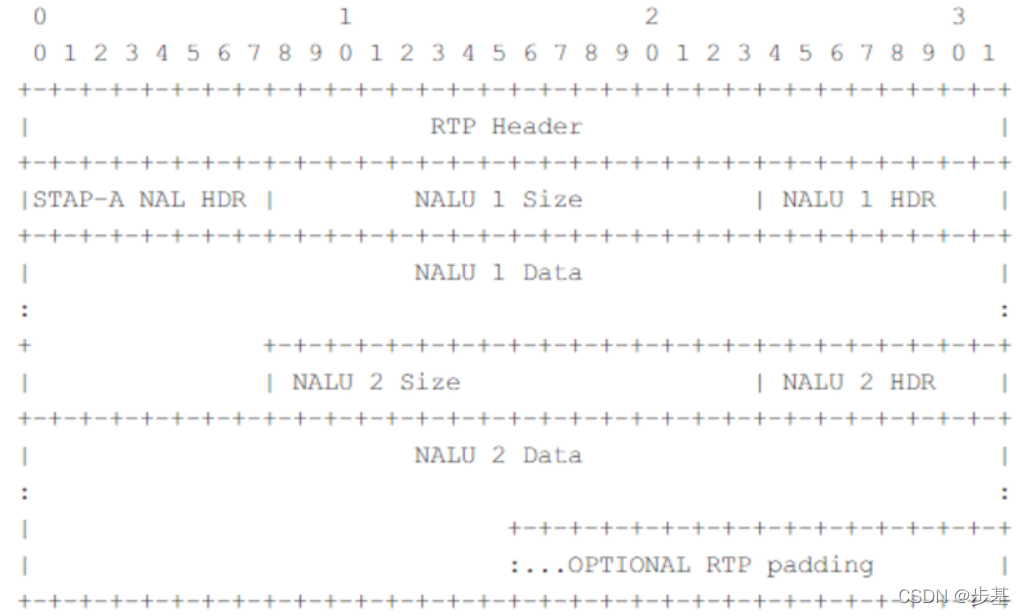 0                   1                   2                   3
 0 1 2 3 4 5 6 7 8 9 0 1 2 3 4 5 6 7 8 9 0 1 2 3 4 5 6 7 8 9 0 1
+-+-+-+-+-+-+-+-+-+-+-+-+-+-+-+-+-+-+-+-+-+-+-+-+-+-+-+-+-+-+-+-+
|                          RTP Header                           |
+-+-+-+-+-+-+-+-+-+-+-+-+-+-+-+-+-+-+-+-+-+-+-+-+-+-+-+-+-+-+-+-+
|STAP-A NAL HDR |         NALU 1 Size           | NALU 1 HDR    |
+-+-+-+-+-+-+-+-+-+-+-+-+-+-+-+-+-+-+-+-+-+-+-+-+-+-+-+-+-+-+-+-+
|                         NALU 1 Data                           |
:                                                               :
+               +-+-+-+-+-+-+-+-+-+-+-+-+-+-+-+-+-+-+-+-+-+-+-+-+
|               | NALU 2 Size                   | NALU 2 HDR    |
+-+-+-+-+-+-+-+-+-+-+-+-+-+-+-+-+-+-+-+-+-+-+-+-+-+-+-+-+-+-+-+-+
|                         NALU 2 Data                           |
:                                                               :
|                               +-+-+-+-+-+-+-+-+-+-+-+-+-+-+-+-+
|                               :...OPTIONAL RTP padding        |
+-+-+-+-+-+-+-+-+-+-+-+-+-+-+-+-+-+-+-+-+-+-+-+-+-+-+-+-+-+-+-+-+
CSDN @步基